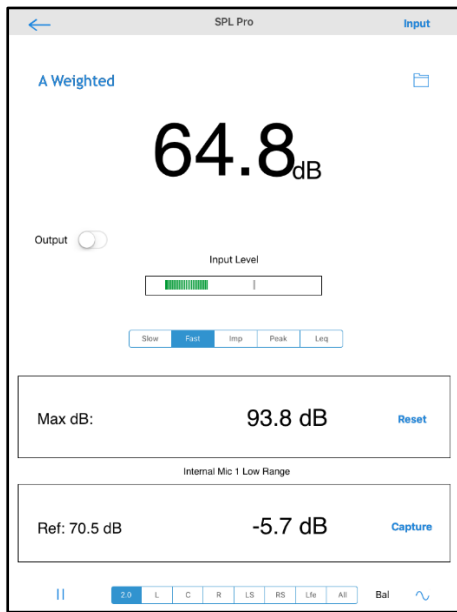 SPL Pro Input
A Weighted
64.8 dB
Output
Input Level
Slow Fast Imp Peak Leq
Max dB: 93.8 dB Reset
Internal Mic 1 Low Range
Ref: 70.5 dB -5.7 dB Capture
2.0 L C R LS RS Lfe All Bal